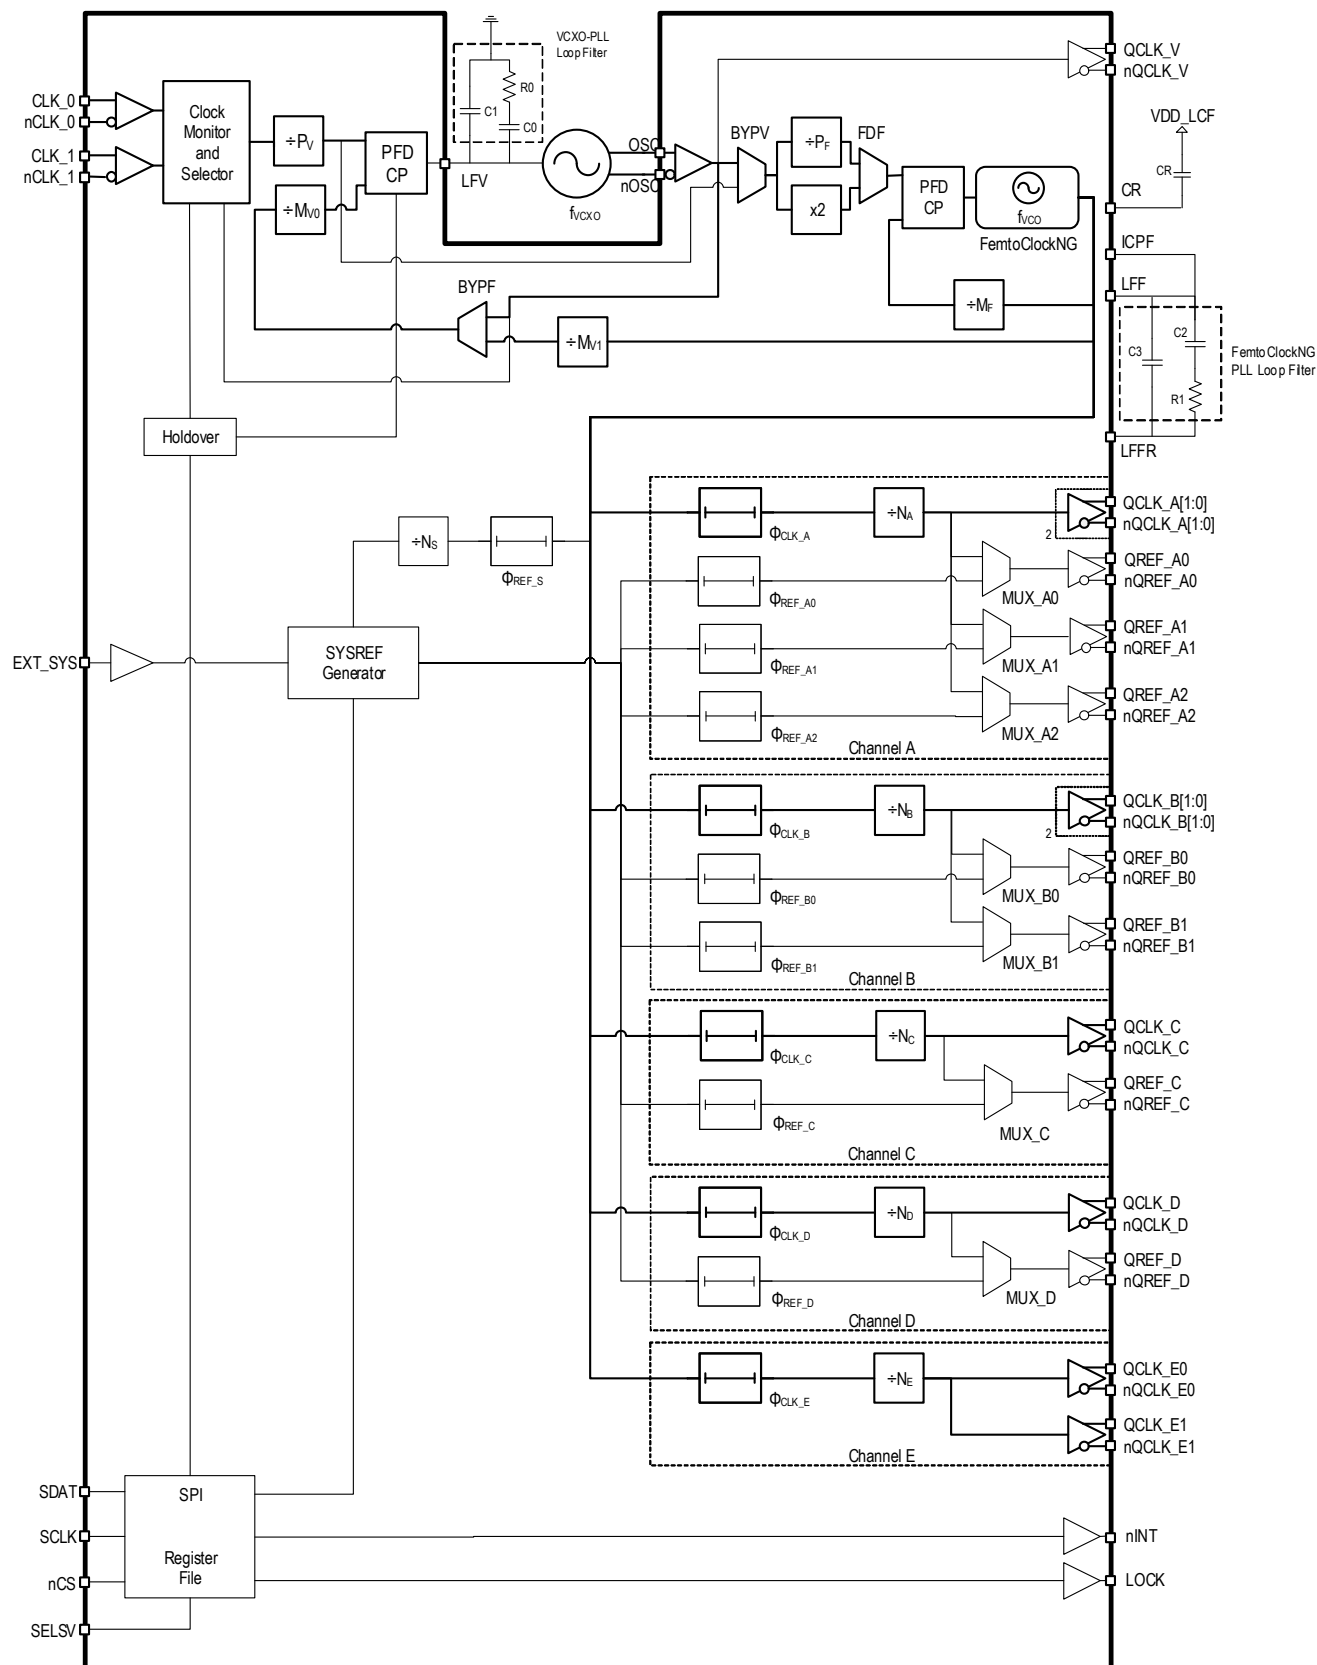 VCXO-PLL
Loop Filter
R0
C1
C0
QCLK_V
nQCLK_V
CLK_0
nCLK_0
CLK_1
nCLK_1
Clock
Monitor
and
Selector
÷PV
PFD
CP
÷MV0
LFV
fVCXO
OSC
nOSC
BYPV
÷PF
x2
FDF
PFD
CP
fVCO
FemtoClockNG
VDD_LCF
CR
CR
ICPF
LFF
÷MF
BYPF
÷MV1
C3
C2
R1
FemtoClockNG
PLL Loop Filter
LFFR
Holdover
÷NS
ΦREF_S
EXT_SYS
SYSREF
Generator
ΦCLK_A
÷NA
2
QCLK_A[1:0]
nQCLK_A[1:0]
ΦREF_A0
MUX_A0
QREF_A0
nQREF_A0
ΦREF_A1
MUX_A1
QREF_A1
nQREF_A1
ΦREF_A2
MUX_A2
QREF_A2
nQREF_A2
Channel A
ΦCLK_B
÷NB
2
QCLK_B[1:0]
nQCLK_B[1:0]
ΦREF_B0
MUX_B0
QREF_B0
nQREF_B0
ΦREF_B1
MUX_B1
QREF_B1
nQREF_B1
Channel B
ΦCLK_C
÷NC
QCLK_C
nQCLK_C
ΦREF_C
MUX_C
QREF_C
nQREF_C
Channel C
ΦCLK_D
÷ND
QCLK_D
nQCLK_D
ΦREF_D
MUX_D
QREF_D
nQREF_D
Channel D
ΦCLK_E
÷NE
QCLK_E0
nQCLK_E0
QCLK_E1
nQCLK_E1
Channel E
SDAT
SCLK
nCS
SELSV
SPI
Register
File
nINT
LOCK